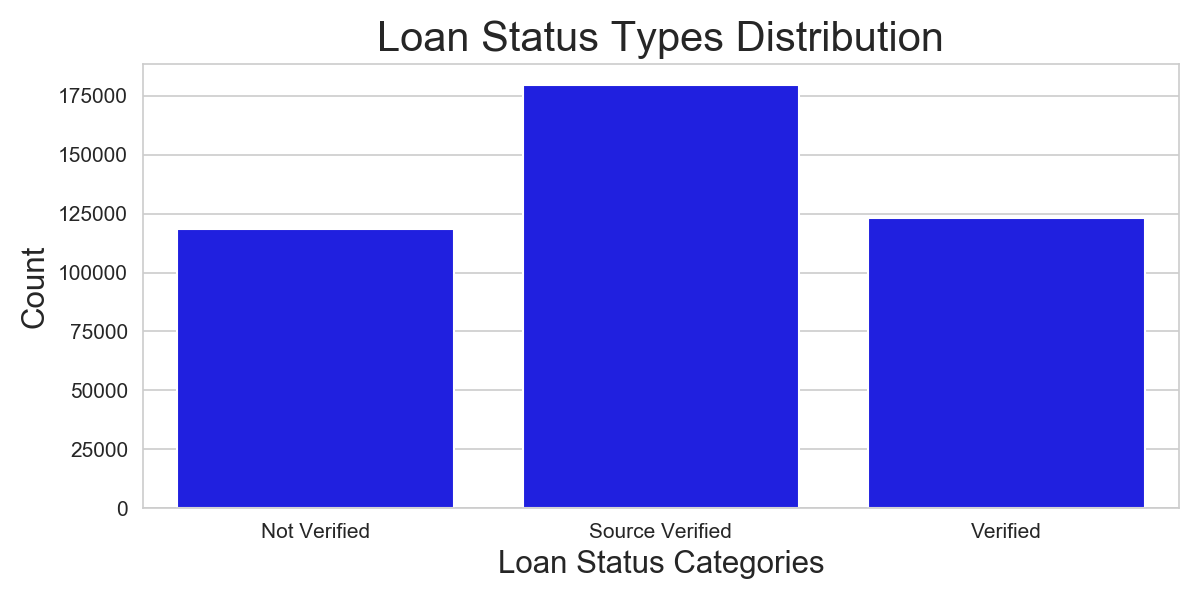 Loan Status Types Distribution
175000
150000
125000
100000
75000
50000
25000
0
Count
Not Verified
Source Verified
Verified
Loan Status Categories